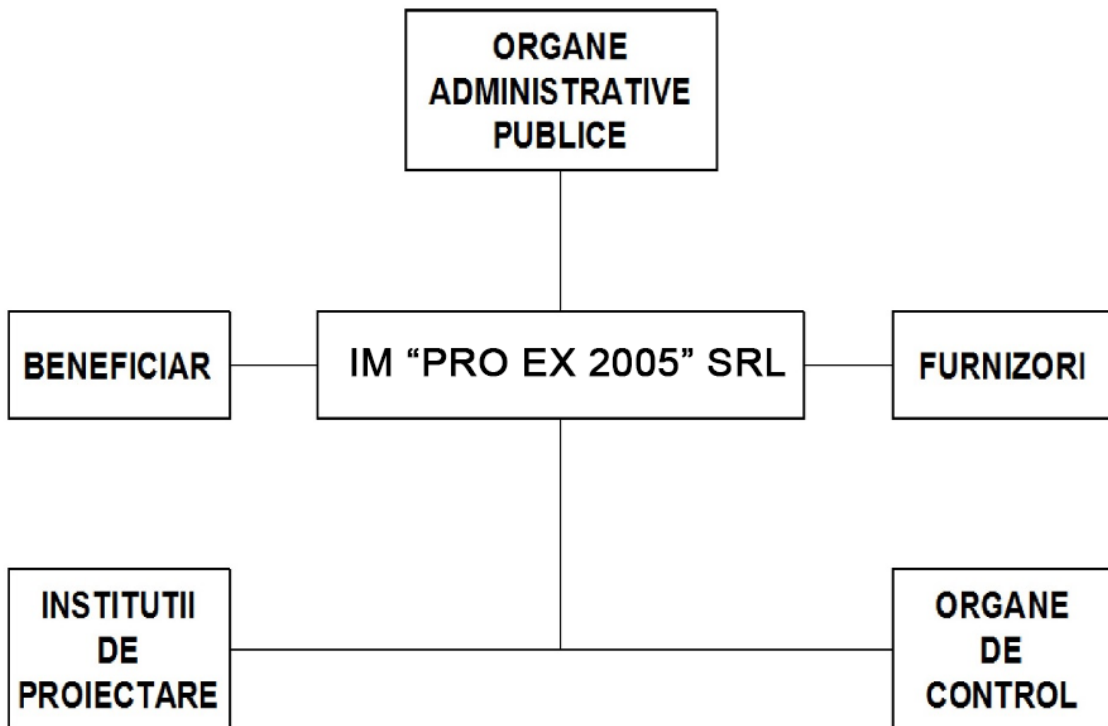 ORGANE
ADMINISTRATIVE
PUBLICE
BENEFICIAR
IM “PRO EX 2005” SRL
FURNIZORI
INSTITUTII
DE
PROIECTARE
ORGANE
DE
CONTROL